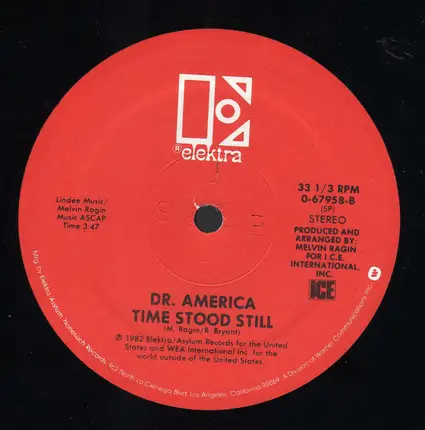 ® elektra
Lindee Music/
Melvin Ragin
Music ASCAP
Time 3:47
33 1/3 RPM
0-67958-B
(SP)
STEREO
PRODUCED AND
ARRANGED BY:
MELVIN RAGIN
FOR I.C.E.
INTERNATIONAL,
INC.
ICE
DR. AMERICA
TIME STOOD STILL
(M. Ragin/R. Bryant)
℗ 1982 Elektra/Asylum Records for the United
States and WEA International Inc. for the
world outside of the United States.
Mfg. by Elektra/Asylum/Nonesuch Records, 962 North La Cienega Blvd. Los Angeles, California 90069. A Division of Warner Communications Inc.